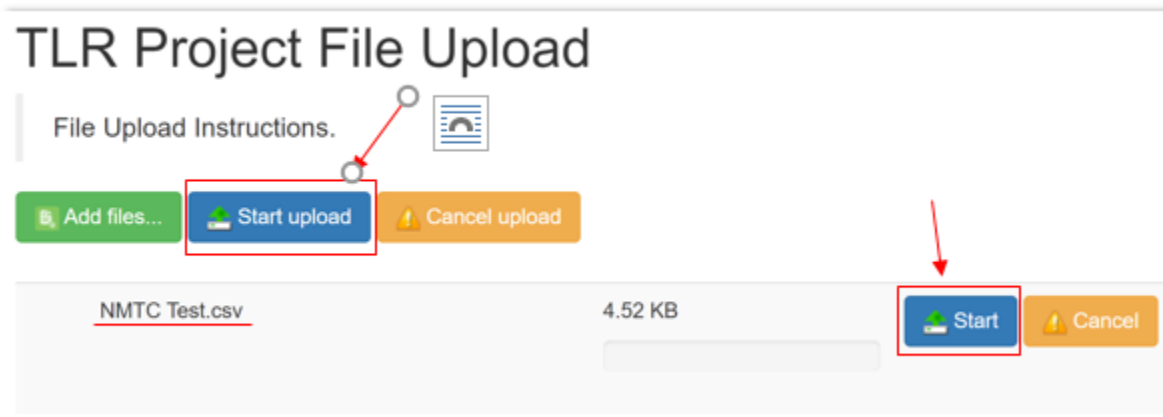 TLR Project File Upload
File Upload Instructions.
Add files... Start upload Cancel upload
NMTC Test.csv 4.52 KB Start Cancel